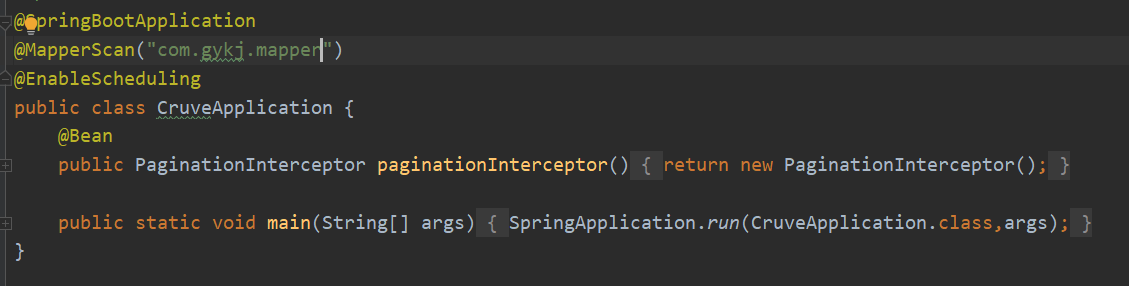 @SpringBootApplication
@MapperScan("com.gykj.mapper")
@EnableScheduling
public class CruveApplication {
@Bean
public PaginationInterceptor paginationInterceptor() { return new PaginationInterceptor(); }
public static void main(String[] args) { SpringApplication.run(CruveApplication.class,args); }
}